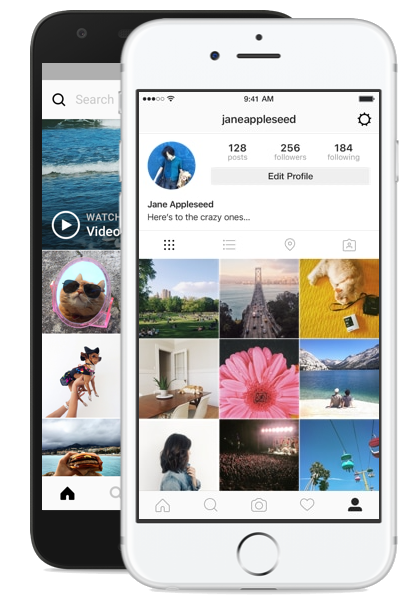 Search
WATCH
Video
9:41 AM
janeappleseed
128
256
184
posts
followers
following
Edit Profile
Jane Appleseed
Here's to the crazy ones...